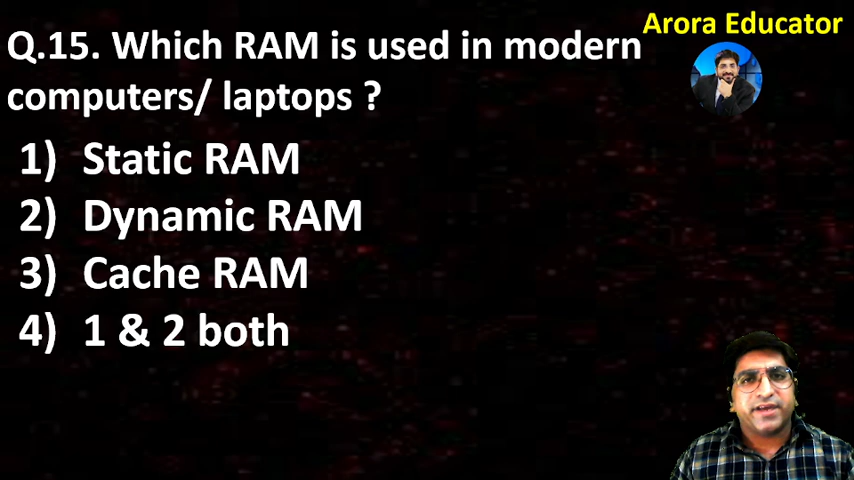 Arora Educator
Q.15. Which RAM is used in modern
computers/ laptops ?
1) Static RAM
2) Dynamic RAM
3) Cache RAM
4) 1 & 2 both